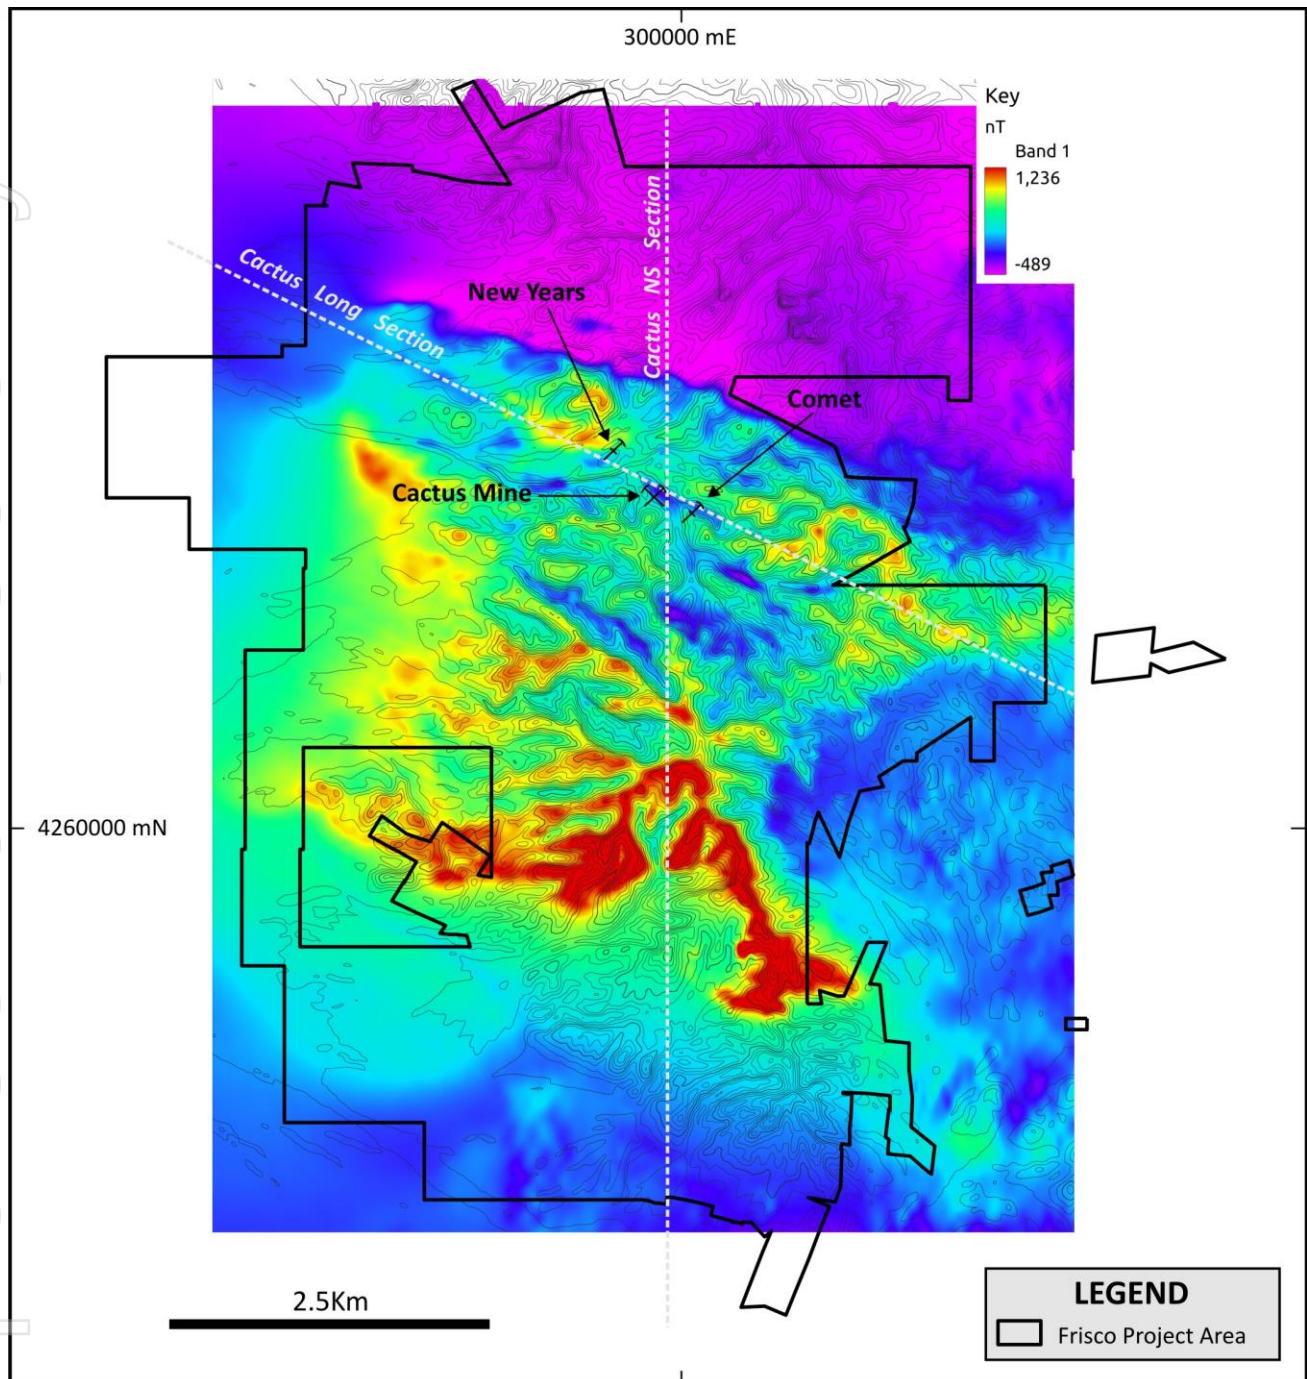 300000 mE
Key
nT
Band 1
1,236
-489
Cactus NS Section
Cactus Long Section
New Years
Comet
Cactus Mine
4260000 mN
2.5Km
LEGEND
Frisco Project Area